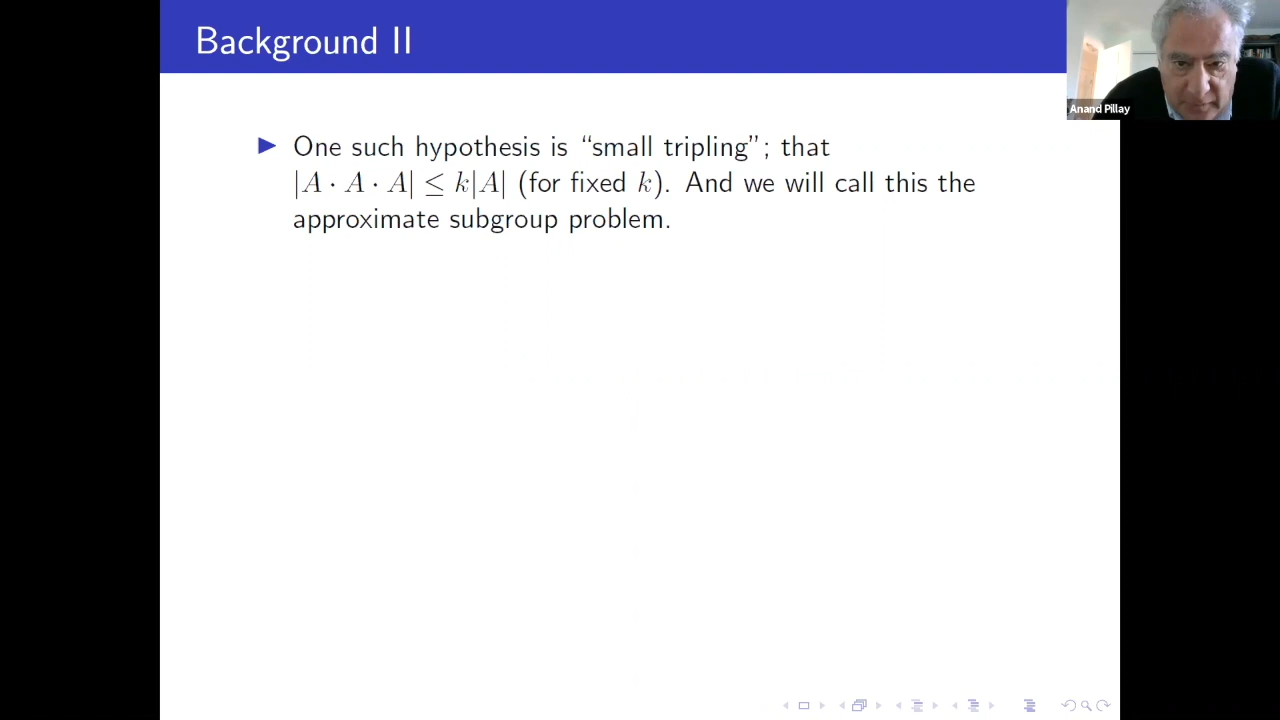 Background II
Anand Pillay
▶ One such hypothesis is “small tripling”; that
|A · A · A| ≤ k|A| (for fixed k). And we will call this the
approximate subgroup problem.